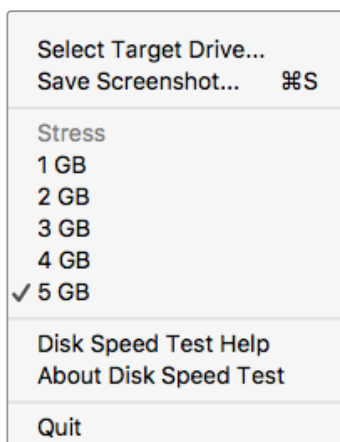 Select Target Drive...
Save Screenshot... ⌘S
Stress
1 GB
2 GB
3 GB
4 GB
✓ 5 GB
Disk Speed Test Help
About Disk Speed Test
Quit